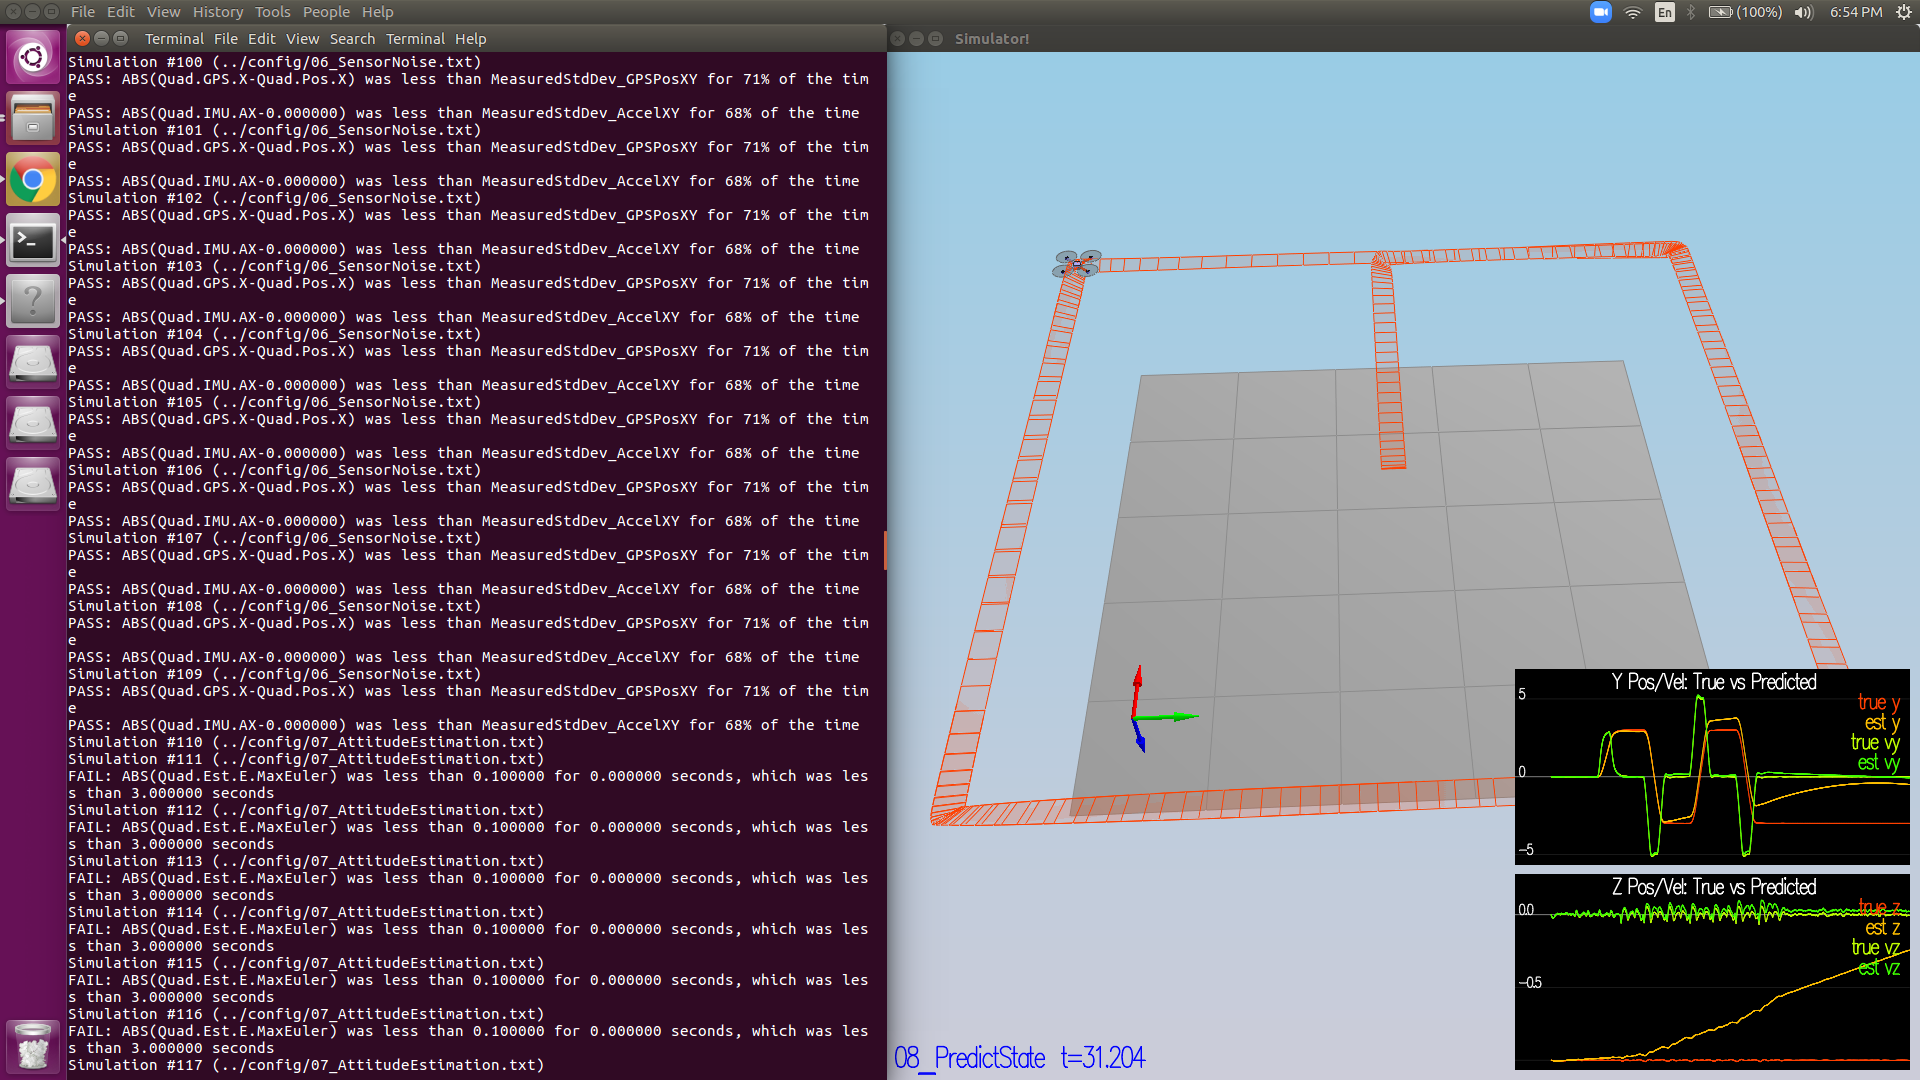 File Edit View History Tools People Help
En (100%) 6:54 PM
Terminal File Edit View Search Terminal Help
Simulator!
Simulation #100 (../config/06_SensorNoise.txt)
PASS: ABS(Quad.GPS.X-Quad.Pos.X) was less than MeasuredStdDev_GPSPosXY for 71% of the tim
e
PASS: ABS(Quad.IMU.AX-0.000000) was less than MeasuredStdDev_AccelXY for 68% of the time
Simulation #101 (../config/06_SensorNoise.txt)
PASS: ABS(Quad.GPS.X-Quad.Pos.X) was less than MeasuredStdDev_GPSPosXY for 71% of the tim
e
PASS: ABS(Quad.IMU.AX-0.000000) was less than MeasuredStdDev_AccelXY for 68% of the time
Simulation #102 (../config/06_SensorNoise.txt)
PASS: ABS(Quad.GPS.X-Quad.Pos.X) was less than MeasuredStdDev_GPSPosXY for 71% of the tim
e
PASS: ABS(Quad.IMU.AX-0.000000) was less than MeasuredStdDev_AccelXY for 68% of the time
Simulation #103 (../config/06_SensorNoise.txt)
PASS: ABS(Quad.GPS.X-Quad.Pos.X) was less than MeasuredStdDev_GPSPosXY for 71% of the tim
e
PASS: ABS(Quad.IMU.AX-0.000000) was less than MeasuredStdDev_AccelXY for 68% of the time
Simulation #104 (../config/06_SensorNoise.txt)
PASS: ABS(Quad.GPS.X-Quad.Pos.X) was less than MeasuredStdDev_GPSPosXY for 71% of the tim
e
PASS: ABS(Quad.IMU.AX-0.000000) was less than MeasuredStdDev_AccelXY for 68% of the time
Simulation #105 (../config/06_SensorNoise.txt)
PASS: ABS(Quad.GPS.X-Quad.Pos.X) was less than MeasuredStdDev_GPSPosXY for 71% of the tim
e
PASS: ABS(Quad.IMU.AX-0.000000) was less than MeasuredStdDev_AccelXY for 68% of the time
Simulation #106 (../config/06_SensorNoise.txt)
PASS: ABS(Quad.GPS.X-Quad.Pos.X) was less than MeasuredStdDev_GPSPosXY for 71% of the tim
e
PASS: ABS(Quad.IMU.AX-0.000000) was less than MeasuredStdDev_AccelXY for 68% of the time
Simulation #107 (../config/06_SensorNoise.txt)
PASS: ABS(Quad.GPS.X-Quad.Pos.X) was less than MeasuredStdDev_GPSPosXY for 71% of the tim
e
PASS: ABS(Quad.IMU.AX-0.000000) was less than MeasuredStdDev_AccelXY for 68% of the time
Simulation #108 (../config/06_SensorNoise.txt)
PASS: ABS(Quad.GPS.X-Quad.Pos.X) was less than MeasuredStdDev_GPSPosXY for 71% of the tim
e
PASS: ABS(Quad.IMU.AX-0.000000) was less than MeasuredStdDev_AccelXY for 68% of the time
Simulation #109 (../config/06_SensorNoise.txt)
PASS: ABS(Quad.GPS.X-Quad.Pos.X) was less than MeasuredStdDev_GPSPosXY for 71% of the tim
e
PASS: ABS(Quad.IMU.AX-0.000000) was less than MeasuredStdDev_AccelXY for 68% of the time
Simulation #110 (../config/07_AttitudeEstimation.txt)
Simulation #111 (../config/07_AttitudeEstimation.txt)
FAIL: ABS(Quad.Est.E.MaxEuler) was less than 0.100000 for 0.000000 seconds, which was les
s than 3.000000 seconds
Simulation #112 (../config/07_AttitudeEstimation.txt)
FAIL: ABS(Quad.Est.E.MaxEuler) was less than 0.100000 for 0.000000 seconds, which was les
s than 3.000000 seconds
Simulation #113 (../config/07_AttitudeEstimation.txt)
FAIL: ABS(Quad.Est.E.MaxEuler) was less than 0.100000 for 0.000000 seconds, which was les
s than 3.000000 seconds
Simulation #114 (../config/07_AttitudeEstimation.txt)
FAIL: ABS(Quad.Est.E.MaxEuler) was less than 0.100000 for 0.000000 seconds, which was les
s than 3.000000 seconds
Simulation #115 (../config/07_AttitudeEstimation.txt)
FAIL: ABS(Quad.Est.E.MaxEuler) was less than 0.100000 for 0.000000 seconds, which was les
s than 3.000000 seconds
Simulation #116 (../config/07_AttitudeEstimation.txt)
FAIL: ABS(Quad.Est.E.MaxEuler) was less than 0.100000 for 0.000000 seconds, which was les
s than 3.000000 seconds
Simulation #117 (../config/07_AttitudeEstimation.txt)
Y Pos/Vel: True vs Predicted
5
true y
est y
true vy
est vy
0
-5
Z Pos/Vel: True vs Predicted
0.0
true z
est z
true vz
est vz
-0.5
08_PredictState t=31.204